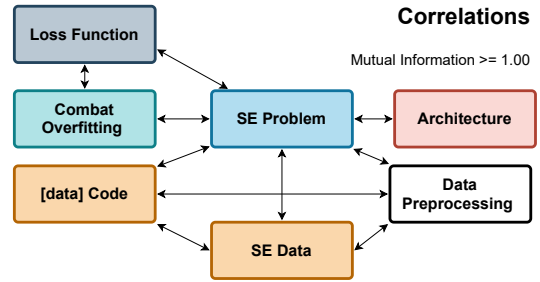 Correlations
Mutual Information >= 1.00
Loss Function
Combat
Overfitting
SE Problem
Architecture
[data] Code
Data
Preprocessing
SE Data